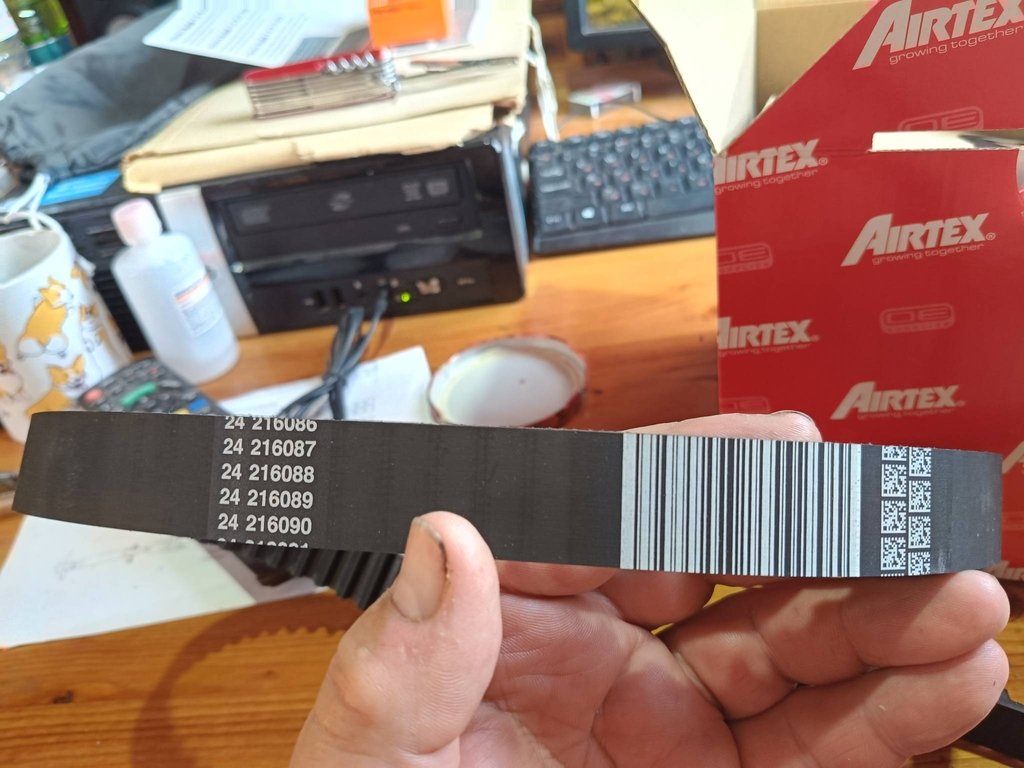 AIRTEX
growing together
AIRTEX®
growing together
AIRTEX®
growing together
AIRTEX®
growing together
AIRTEX®
growing together
24 216086
24 216087
24 216088
24 216089
24 216090